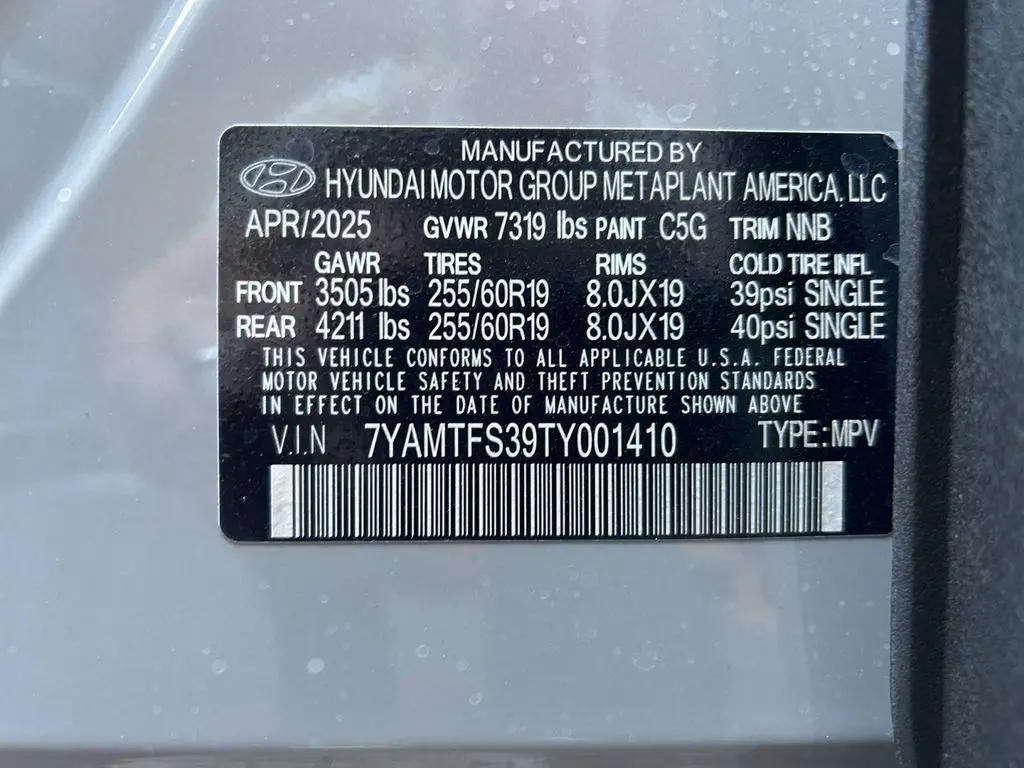 MANUFACTURED BY
HYUNDAI MOTOR GROUP METAPLANT AMERICA, LLC
APR/2025 GVWR 7319 lbs PAINT C5G TRIM NNB
GAWR TIRES RIMS COLD TIRE INFL
FRONT 3505 lbs 255/60R19 8.0JX19 39psi SINGLE
REAR 4211 lbs 255/60R19 8.0JX19 40psi SINGLE
THIS VEHICLE CONFORMS TO ALL APPLICABLE U.S.A. FEDERAL
MOTOR VEHICLE SAFETY AND THEFT PREVENTION STANDARDS
IN EFFECT ON THE DATE OF MANUFACTURE SHOWN ABOVE
V.I.N 7YAMTFS39TY001410 TYPE: MPV